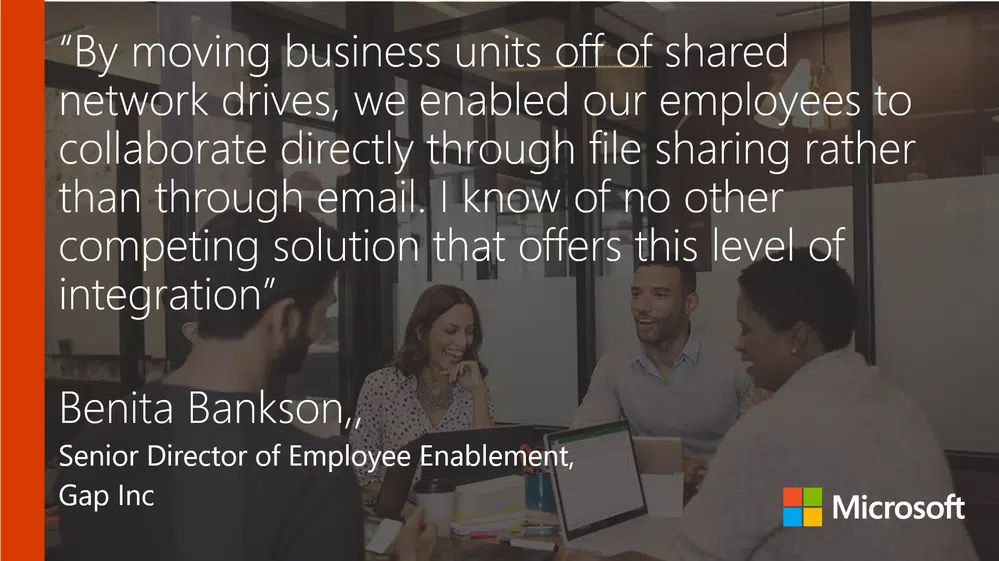 “By moving business units off of shared
network drives, we enabled our employees to
collaborate directly through file sharing rather
than through email. I know of no other
competing solution that offers this level of
integration”
Benita Bankson,,
Senior Director of Employee Enablement,
Gap Inc
Microsoft